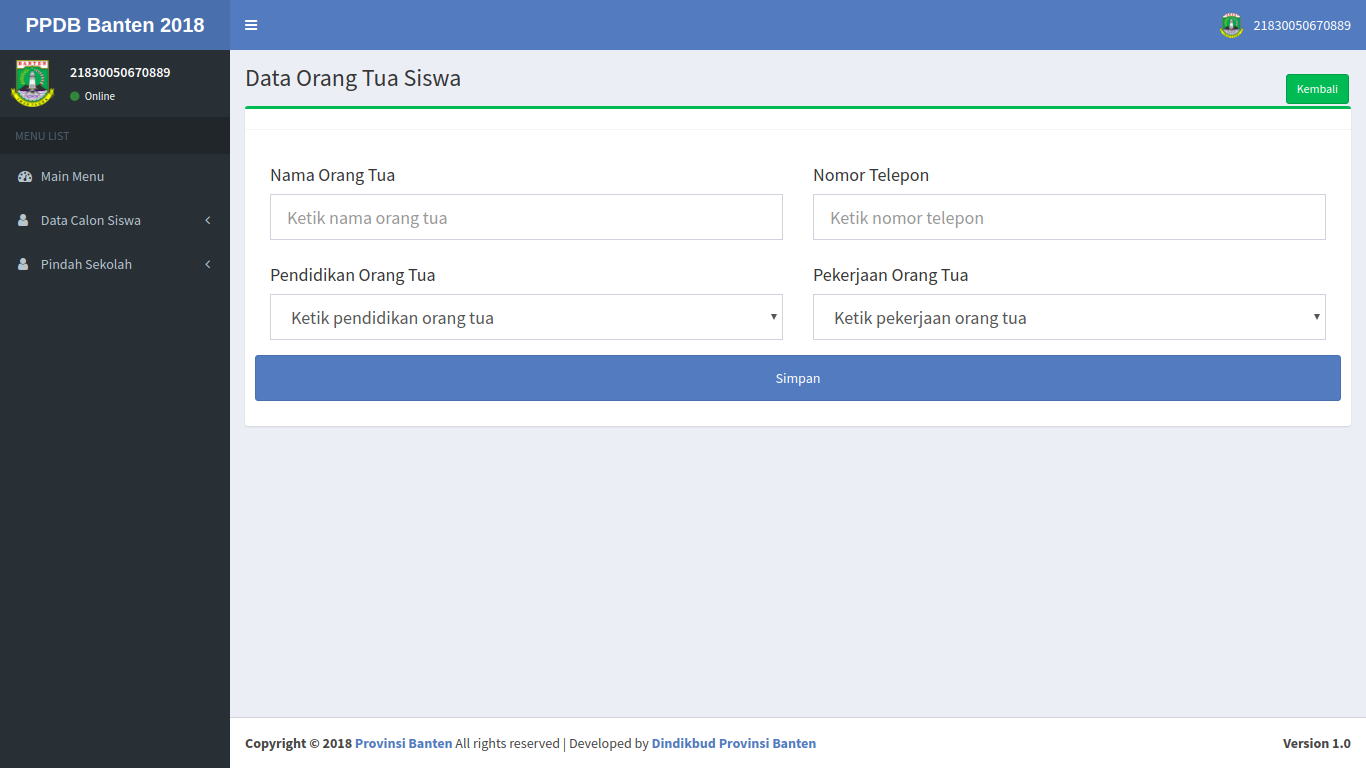 PPDB Banten 2018
21830050670889
BANTEN
21830050670889
Online
MENU LIST
Main Menu
Data Calon Siswa
Pindah Sekolah
Data Orang Tua Siswa
Kembali
Nama Orang Tua
Nomor Telepon
Ketik nama orang tua
Ketik nomor telepon
Pendidikan Orang Tua
Pekerjaan Orang Tua
Ketik pendidikan orang tua
Ketik pekerjaan orang tua
Simpan
Copyright © 2018 Provinsi Banten All rights reserved | Developed by Dindikbud Provinsi Banten
Version 1.0